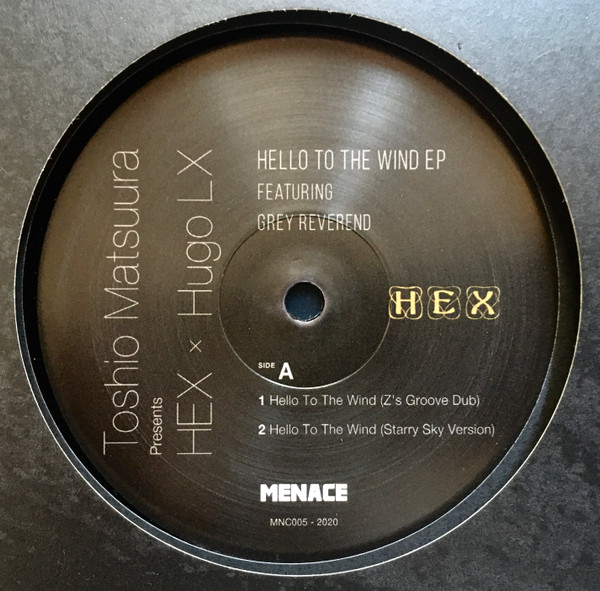 Toshio Matsuura
Presents
HEX × Hugo LX
HELLO TO THE WIND EP
FEATURING
GREY REVEREND
HEX
SIDE A
1 Hello To The Wind (Z's Groove Dub)
2 Hello To The Wind (Starry Sky Version)
MENACE
MNC005 - 2020